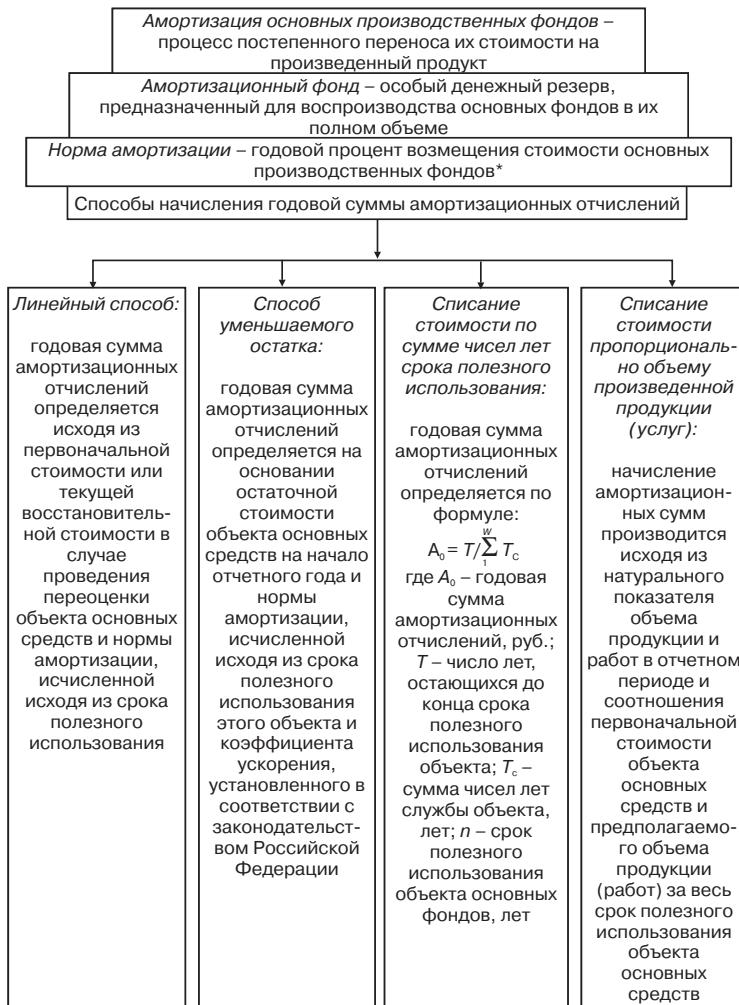 Амортизация основных производственных фондов –
процесс постепенного переноса их стоимости на
произведенный продукт
Амортизационный фонд – особый денежный резерв,
предназначенный для воспроизводства основных фондов в их
полном объеме
Норма амортизации – годовой процент возмещения стоимости основных
производственных фондов*
Способы начисления годовой суммы амортизационных отчислений
Линейный способ:
годовая сумма
амортизационных
отчислений
определяется
исходя из
первоначальной
стоимости или
текущей
восстановитель-
ной стоимости в
случае
проведения
переоценки
объекта основных
средств и нормы
амортизации,
исчисленной
исходя из срока
полезного
использования
Способ
уменьшаемого
остатка:
годовая сумма
амортизационных
отчислений
определяется на
основании
остаточной
стоимости
объекта основных
средств на начало
отчетного года и
нормы
амортизации,
исчисленной
исходя из срока
полезного
использования
этого объекта и
коэффициента
ускорения,
установленного в
соответствии с
законодательст-
вом Российской
Федерации
Списание
стоимости по
сумме чисел лет
срока полезного
использования:
годовая сумма
амортизационных
отчислений
определяется по
формуле:
A₀ = T/∑₁ᵂ T_c
где A₀ – годовая
сумма
амортизационных
отчислений, руб.;
T – число лет,
остающихся до
конца срока
полезного
использования
объекта; T_c –
сумма чисел лет
службы объекта,
лет; n – срок
полезного
использования
объекта основных
фондов, лет
Списание
стоимости
пропорциональ-
но объему
произведенной
продукции
(услуг):
начисление
амортизацион-
ных сумм
производится
исходя из
натурального
показателя
объема
продукции и
работ в отчетном
периоде и
соотношения
первоначальной
стоимости
объекта
основных
средств и
предполагаемо-
го объема
продукции
(работ) за весь
срок полезного
использования
объекта
основных
средств